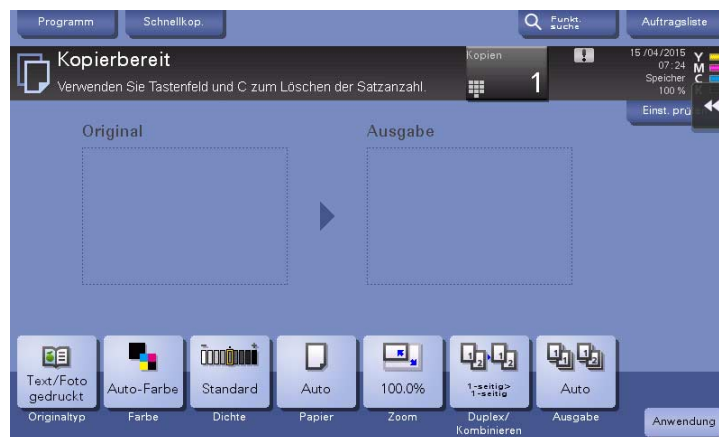 Programm
Schnellkop.
Funkt.
suche
Auftragsliste
Kopierbereit
Verwenden Sie Tastenfeld und C zum Löschen der Satzanzahl.
Kopien
1
15/04/2015
07:24
Speicher
100 %
Y
M
C
K
Einst. prü
Original
Ausgabe
Text/Foto
gedruckt
Auto-Farbe
Standard
Auto
100.0%
1-seitig>
1-seitig
Auto
Originaltyp
Farbe
Dichte
Papier
Zoom
Duplex/
Kombinieren
Ausgabe
Anwendung